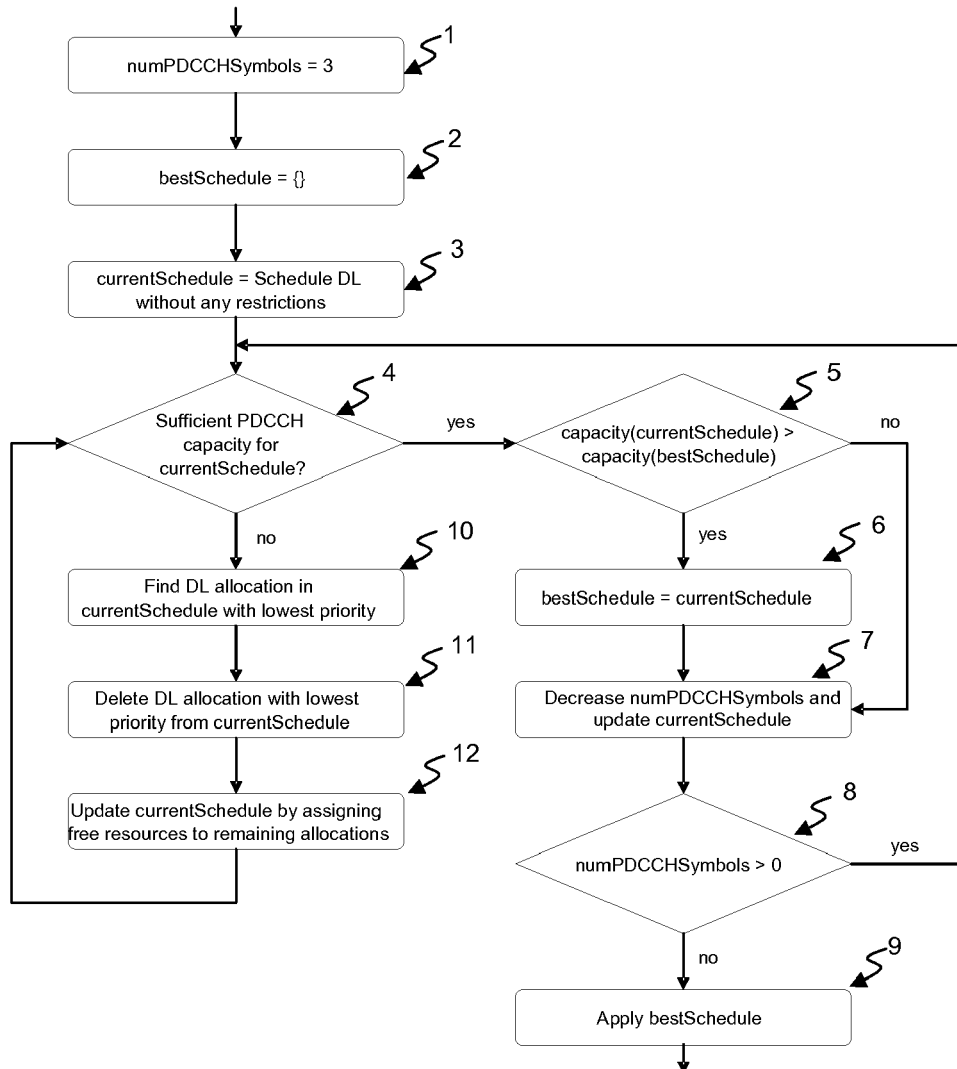 1
numPDCCHSymbols = 3
2
bestSchedule = {}
3
currentSchedule = Schedule DL
without any restrictions
4
Sufficient PDCCH
capacity for
currentSchedule?
yes
no
5
capacity(currentSchedule) >
capacity(bestSchedule)
no
yes
6
bestSchedule = currentSchedule
7
Decrease numPDCCHSymbols and
update currentSchedule
8
numPDCCHSymbols > 0
yes
no
9
Apply bestSchedule
10
Find DL allocation in
currentSchedule with lowest priority
11
Delete DL allocation with lowest
priority from currentSchedule
12
Update currentSchedule by assigning
free resources to remaining allocations